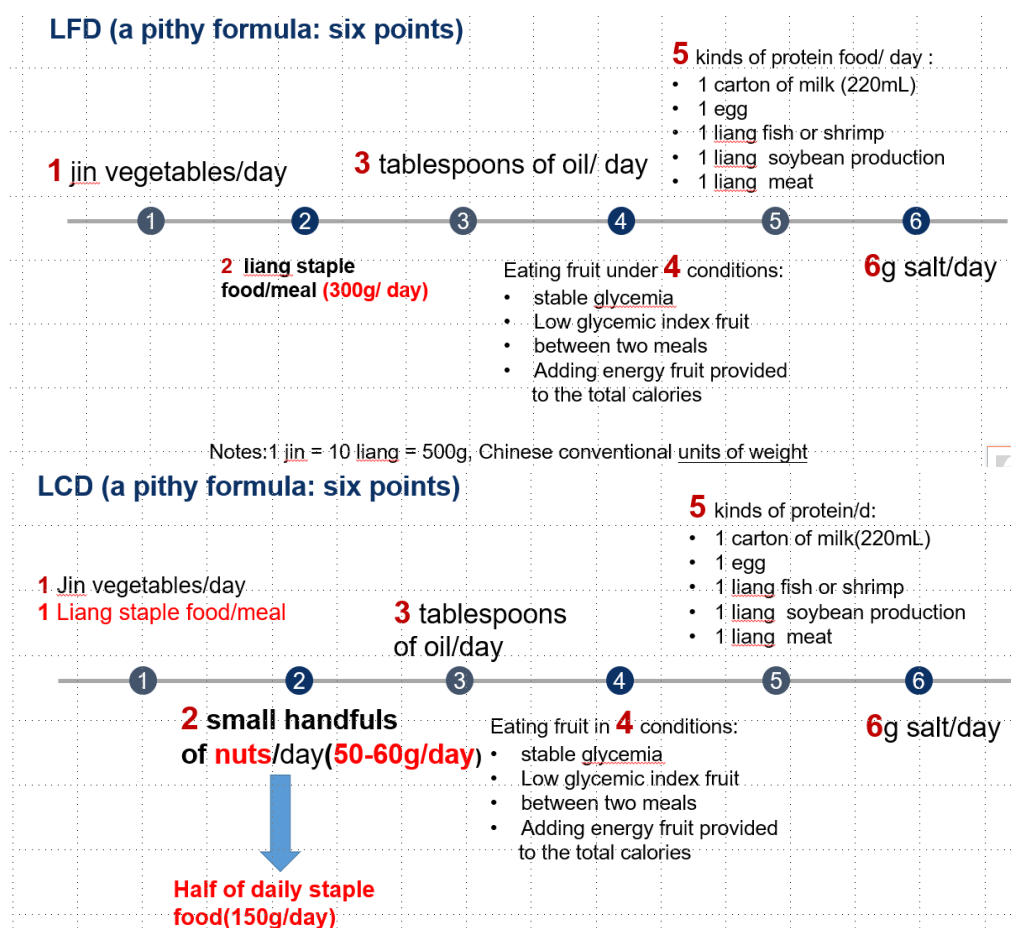 LFD (a pithy formula: six points)
1 jin vegetables/day
3 tablespoons of oil/ day
5 kinds of protein food/ day :
• 1 carton of milk (220mL)
• 1 egg
• 1 liang fish or shrimp
• 1 liang soybean production
• 1 liang meat
1 2 3 4 5 6
2 liang staple
food/meal (300g/ day)
Eating fruit under 4 conditions:
• stable glycemia
• Low glycemic index fruit
• between two meals
• Adding energy fruit provided
to the total calories
6g salt/day
Notes:1 jin = 10 liang = 500g, Chinese conventional units of weight
LCD (a pithy formula: six points)
1 Jin vegetables/day
1 Liang staple food/meal
3 tablespoons
of oil/day
5 kinds of protein/d:
• 1 carton of milk(220mL)
• 1 egg
• 1 liang fish or shrimp
• 1 liang soybean production
• 1 liang meat
1 2 3 4 5 6
2 small handfuls
of nuts/day(50-60g/day)
Half of daily staple
food(150g/day)
Eating fruit in 4 conditions:
• stable glycemia
• Low glycemic index fruit
• between two meals
• Adding energy fruit provided
to the total calories
6g salt/day